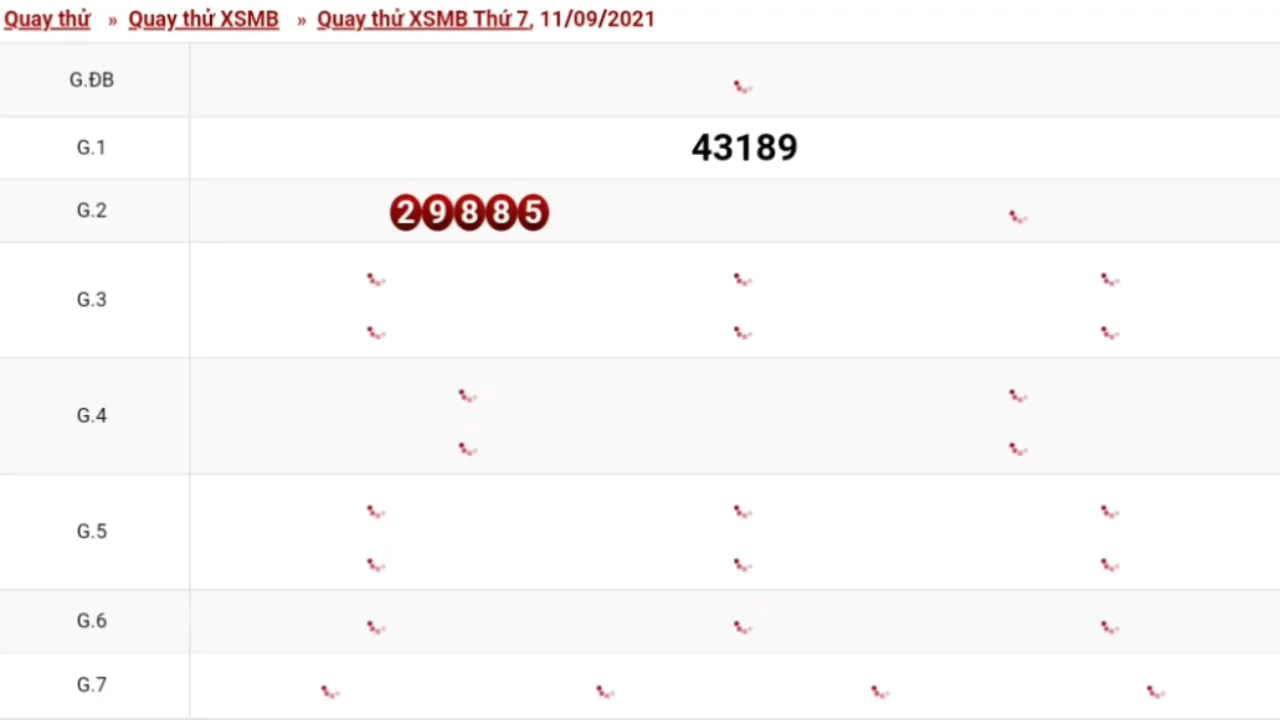 Quay thử » Quay thử XSMB » Quay thử XSMB Thứ 7, 11/09/2021
G.ĐB
G.1 43189
G.2 29885
G.3
G.4
G.5
G.6
G.7